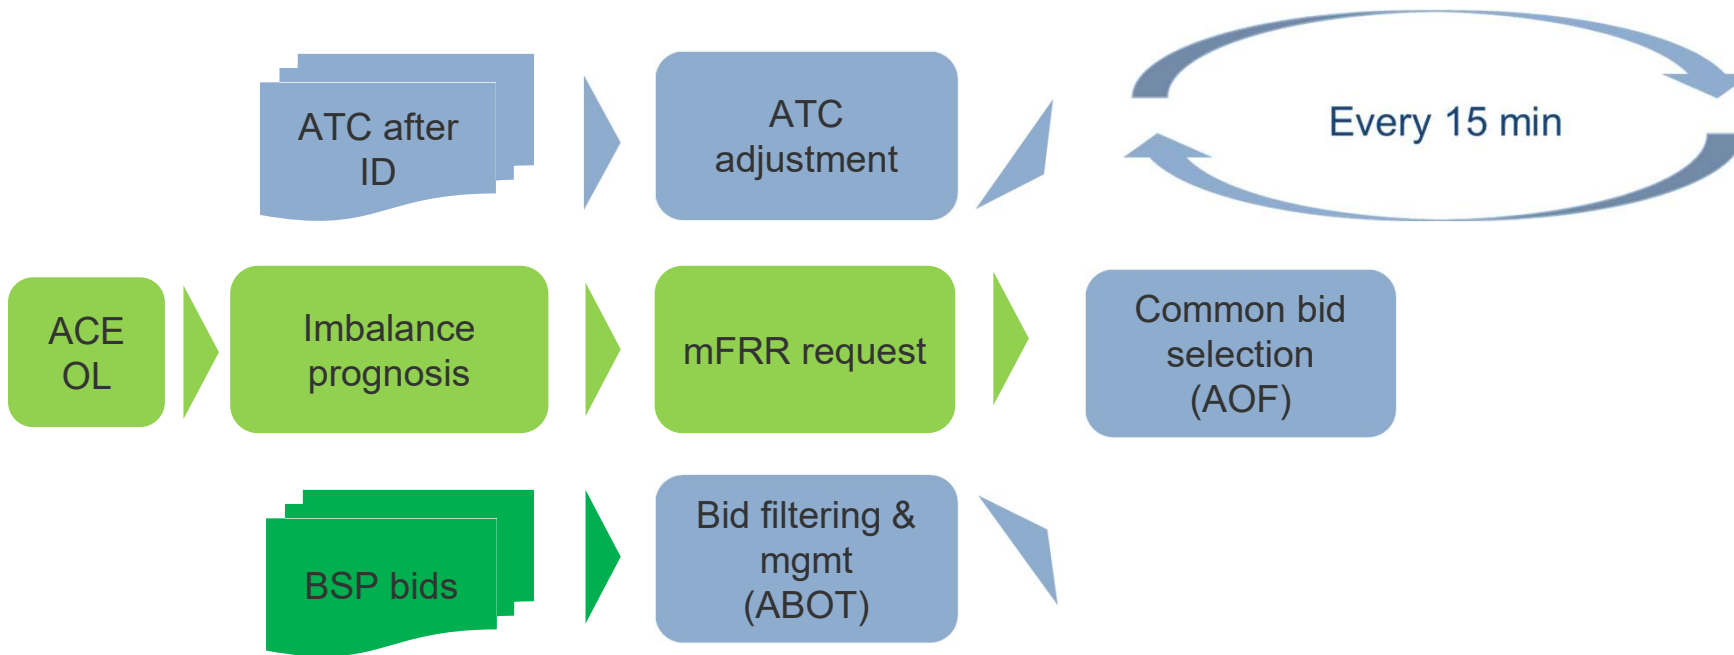 ATC after
ID
ATC
adjustment
Every 15 min
ACE
OL
Imbalance
prognosis
mFRR request
Common bid
selection
(AOF)
BSP bids
Bid filtering &
mgmt
(ABOT)